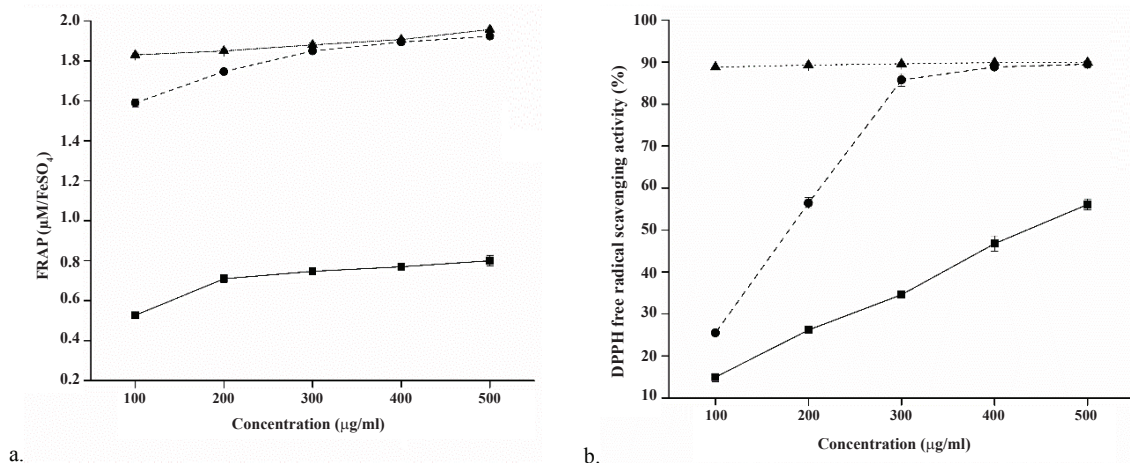 2.0
1.8
1.6
1.4
1.2
1.0
0.8
0.6
0.4
0.2
FRAP (µM/FeSO₄)
100 200 300 400 500
Concentration (µg/ml)
a.
100
90
80
70
60
50
40
30
20
10
DPPH free radical scavenging activity (%)
100 200 300 400 500
Concentration (µg/ml)
b.